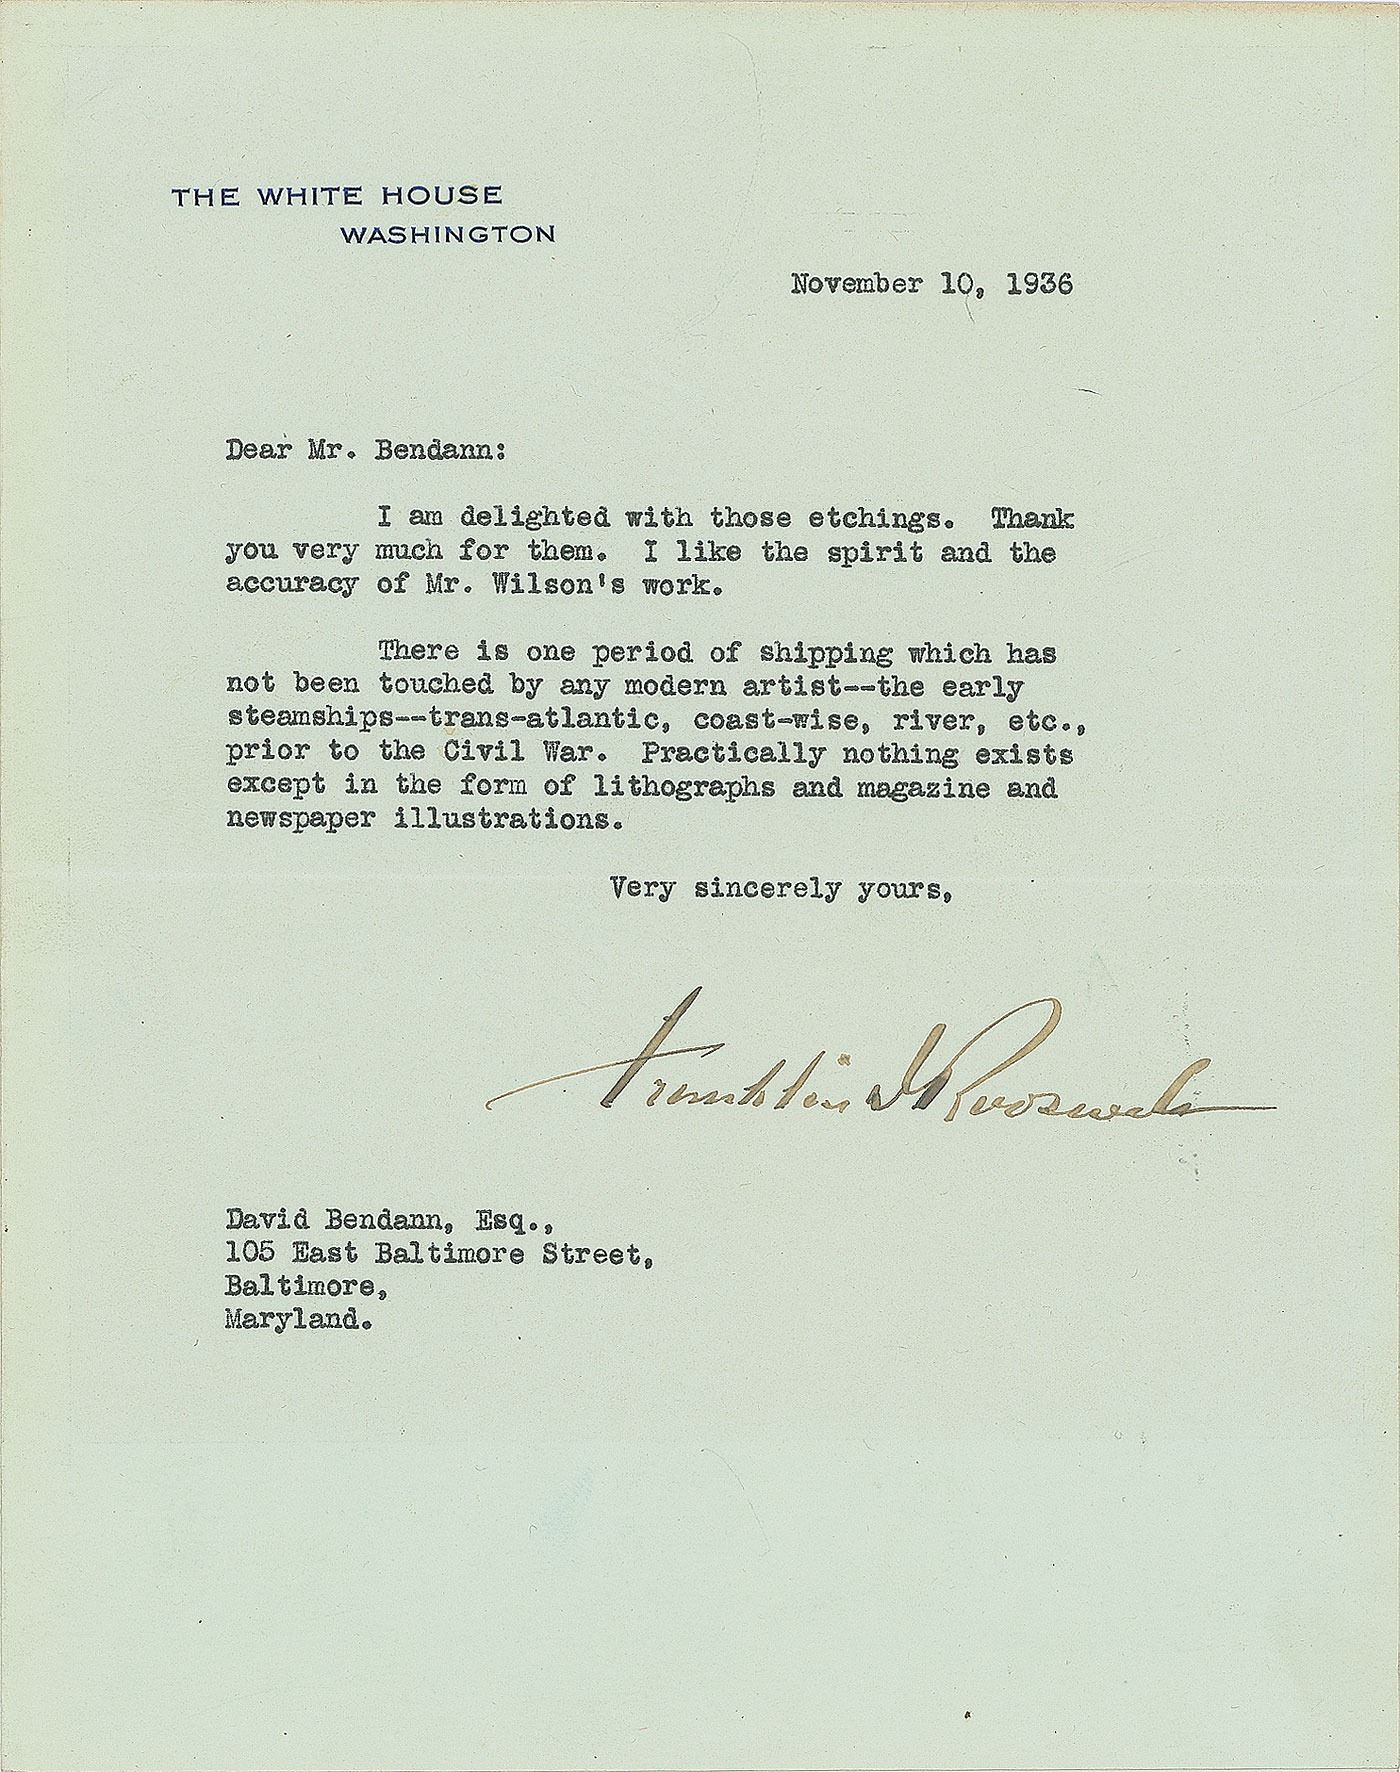 THE WHITE HOUSE
WASHINGTON
November 10, 1936
Dear Mr. Bendann:
I am delighted with those etchings. Thank
you very much for them. I like the spirit and the
accuracy of Mr. Wilson's work.
There is one period of shipping which has
not been touched by any modern artist--the early
steamships--trans-atlantic, coast-wise, river, etc.,
prior to the Civil War. Practically nothing exists
except in the form of lithographs and magazine and
newspaper illustrations.
Very sincerely yours,
Franklin D Roosevelt
David Bendann, Esq.,
105 East Baltimore Street,
Baltimore,
Maryland.